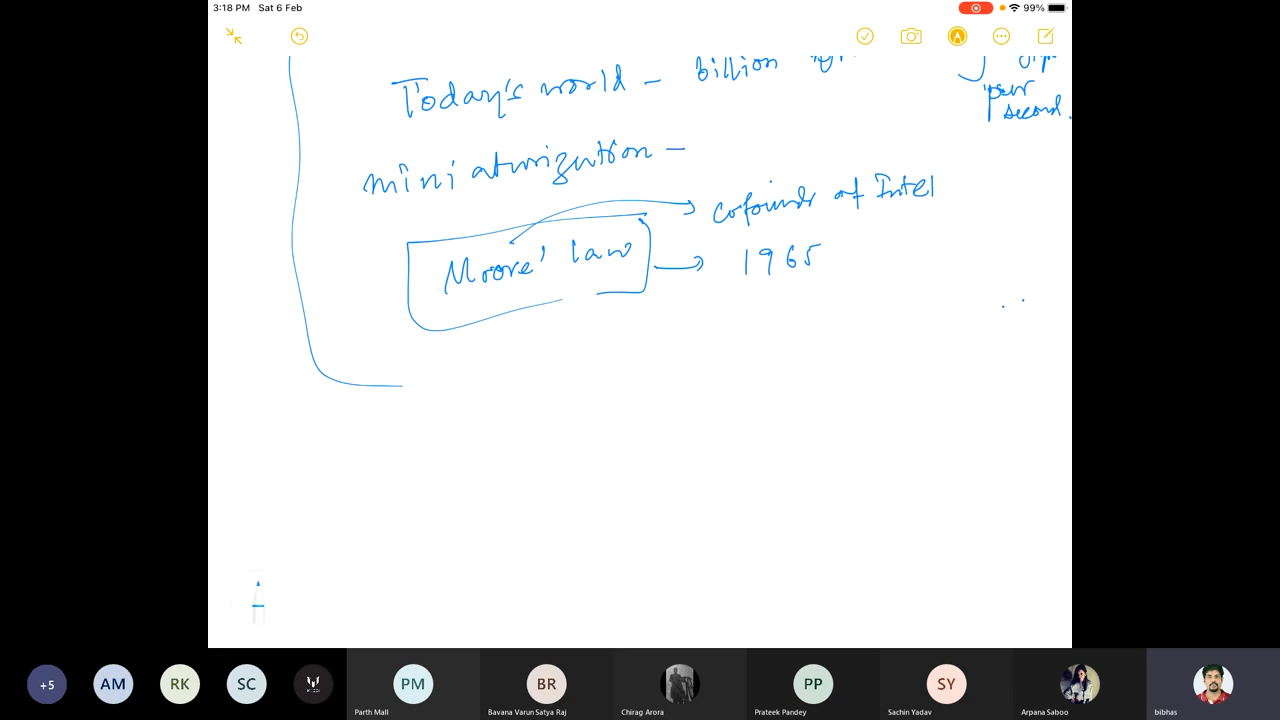 3:18 PM Sat 6 Feb 99%
Today's world - billion
per
second.
miniaturization -
cofounder of Intel
Moore' law
1965
+5 AM RK SC PM BR PP SY
Parth Mall Bavana Varun Satya Raj Chirag Arora Prateek Pandey Sachin Yadav Arpana Saboo bibhas